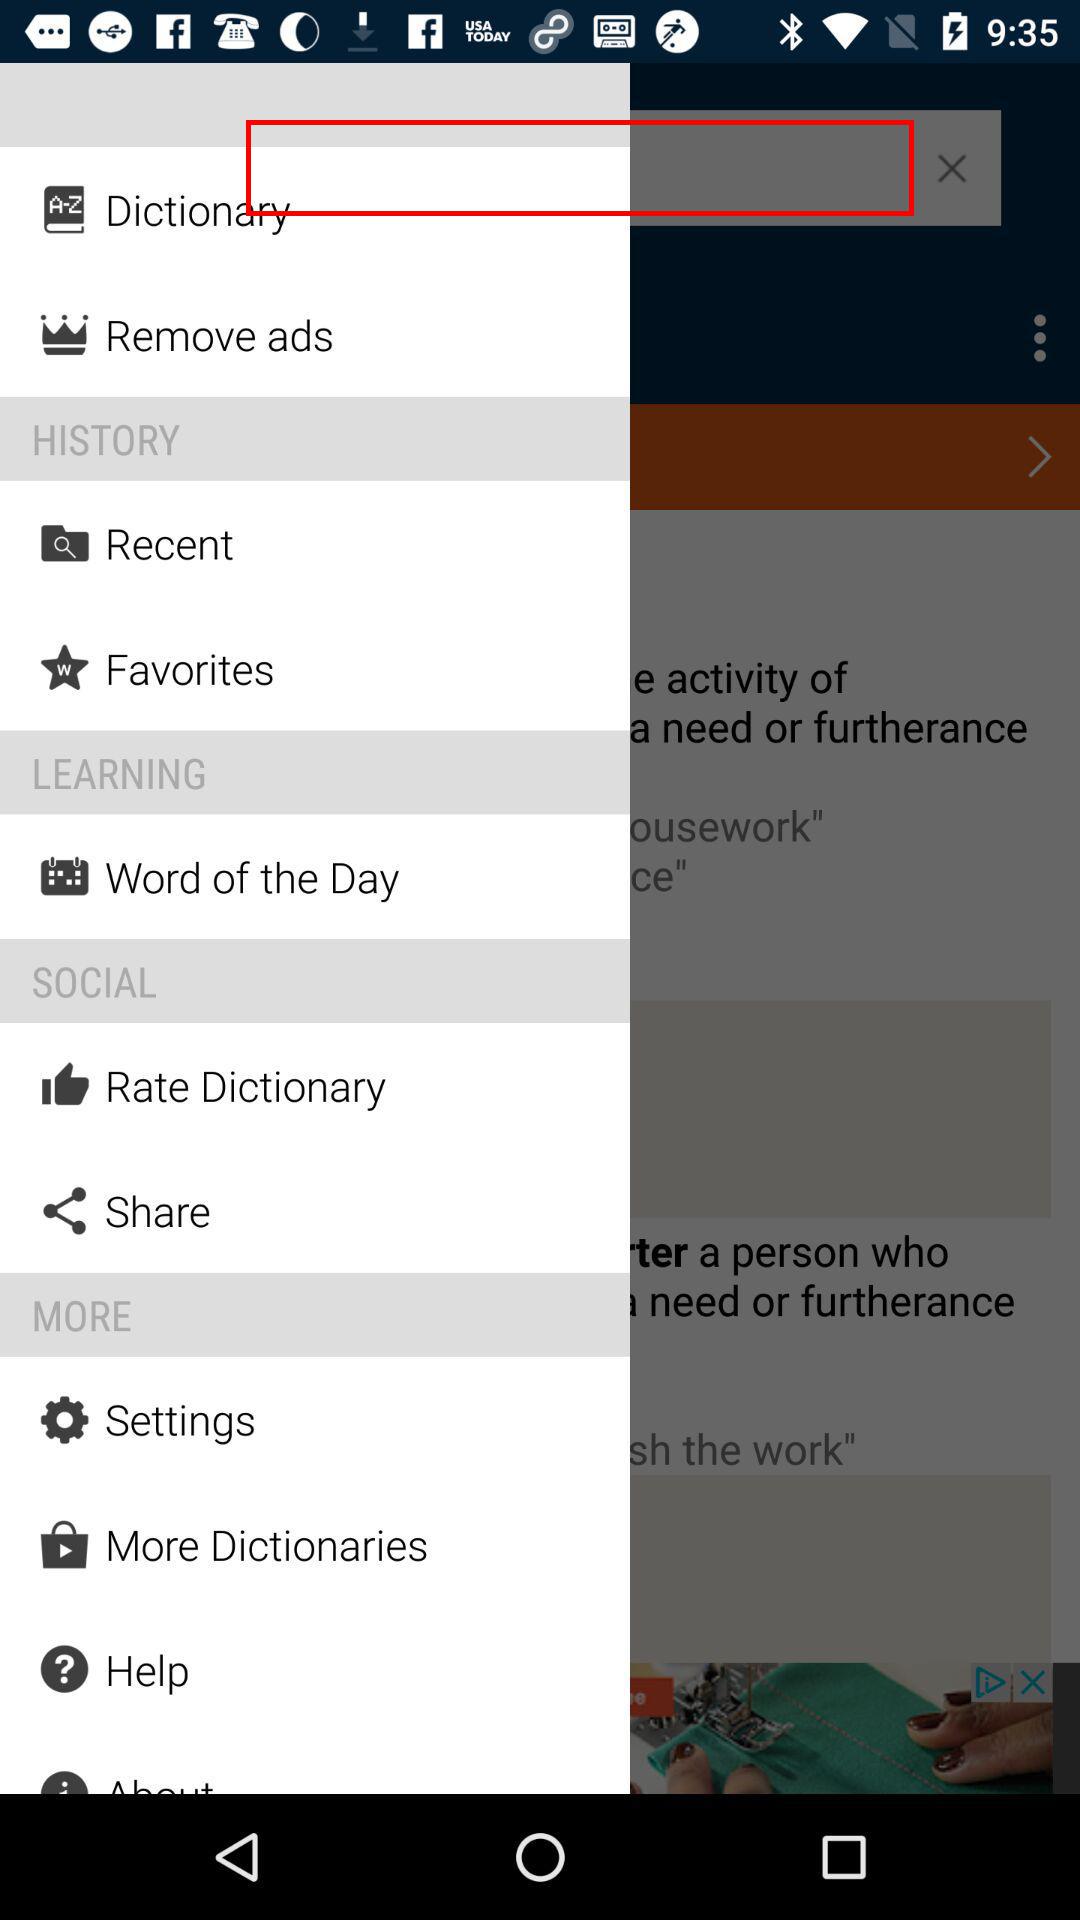 USA TODAY 9:35
Dictionary
Remove ads
HISTORY
Recent
Favorites
e activity of
a need or furtherance
LEARNING
ousework"
ce"
Word of the Day
SOCIAL
Rate Dictionary
Share
rter a person who
a need or furtherance
MORE
Settings
sh the work"
More Dictionaries
Help
About